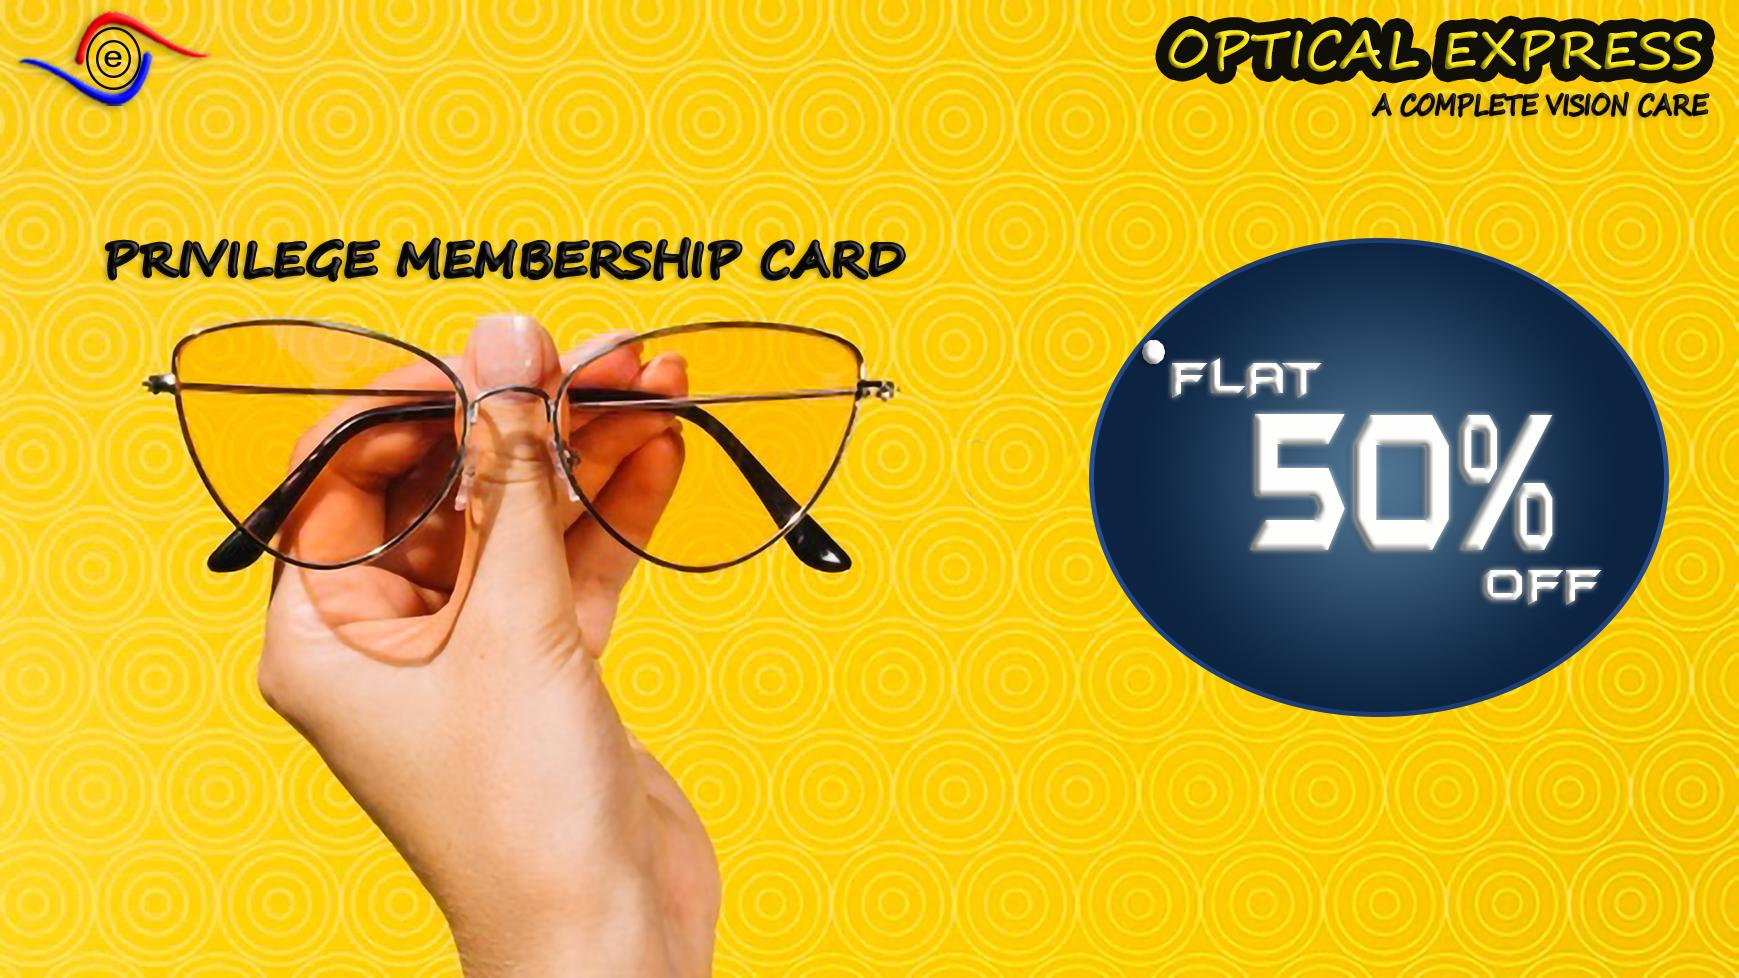 e
OPTICAL EXPRESS
A COMPLETE VISION CARE
PRIVILEGE MEMBERSHIP CARD
FLAT
50%
OFF